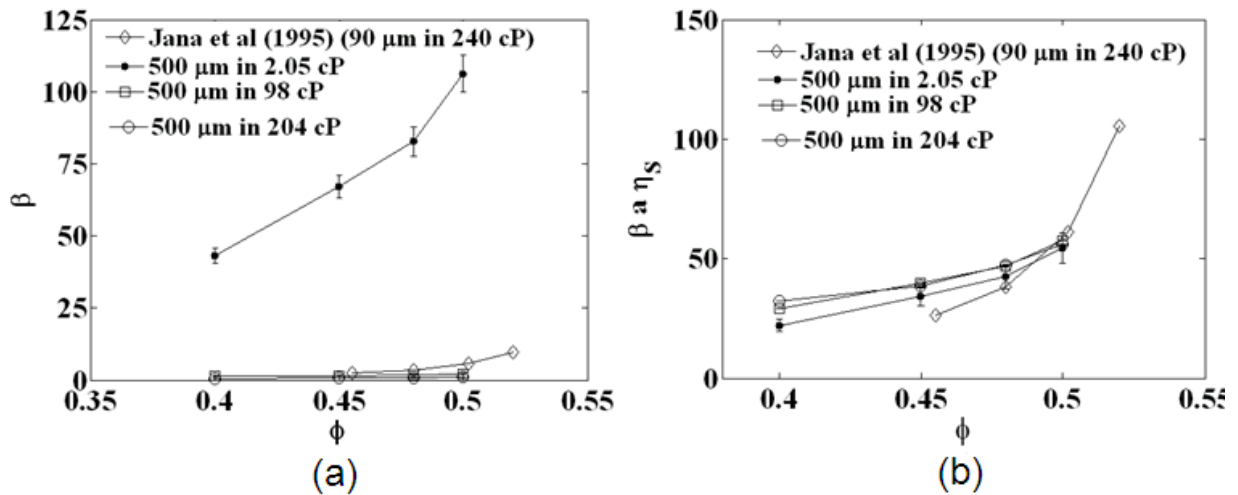 125
100
75
50
25
0
β
Jana et al (1995) (90 μm in 240 cP)
500 μm in 2.05 cP
500 μm in 98 cP
500 μm in 204 cP
0.35 0.4 0.45 0.5 0.55
ϕ
(a)
150
100
50
0
β a ηS
Jana et al (1995) (90 μm in 240 cP)
500 μm in 2.05 cP
500 μm in 98 cP
500 μm in 204 cP
0.4 0.45 0.5 0.55
ϕ
(b)